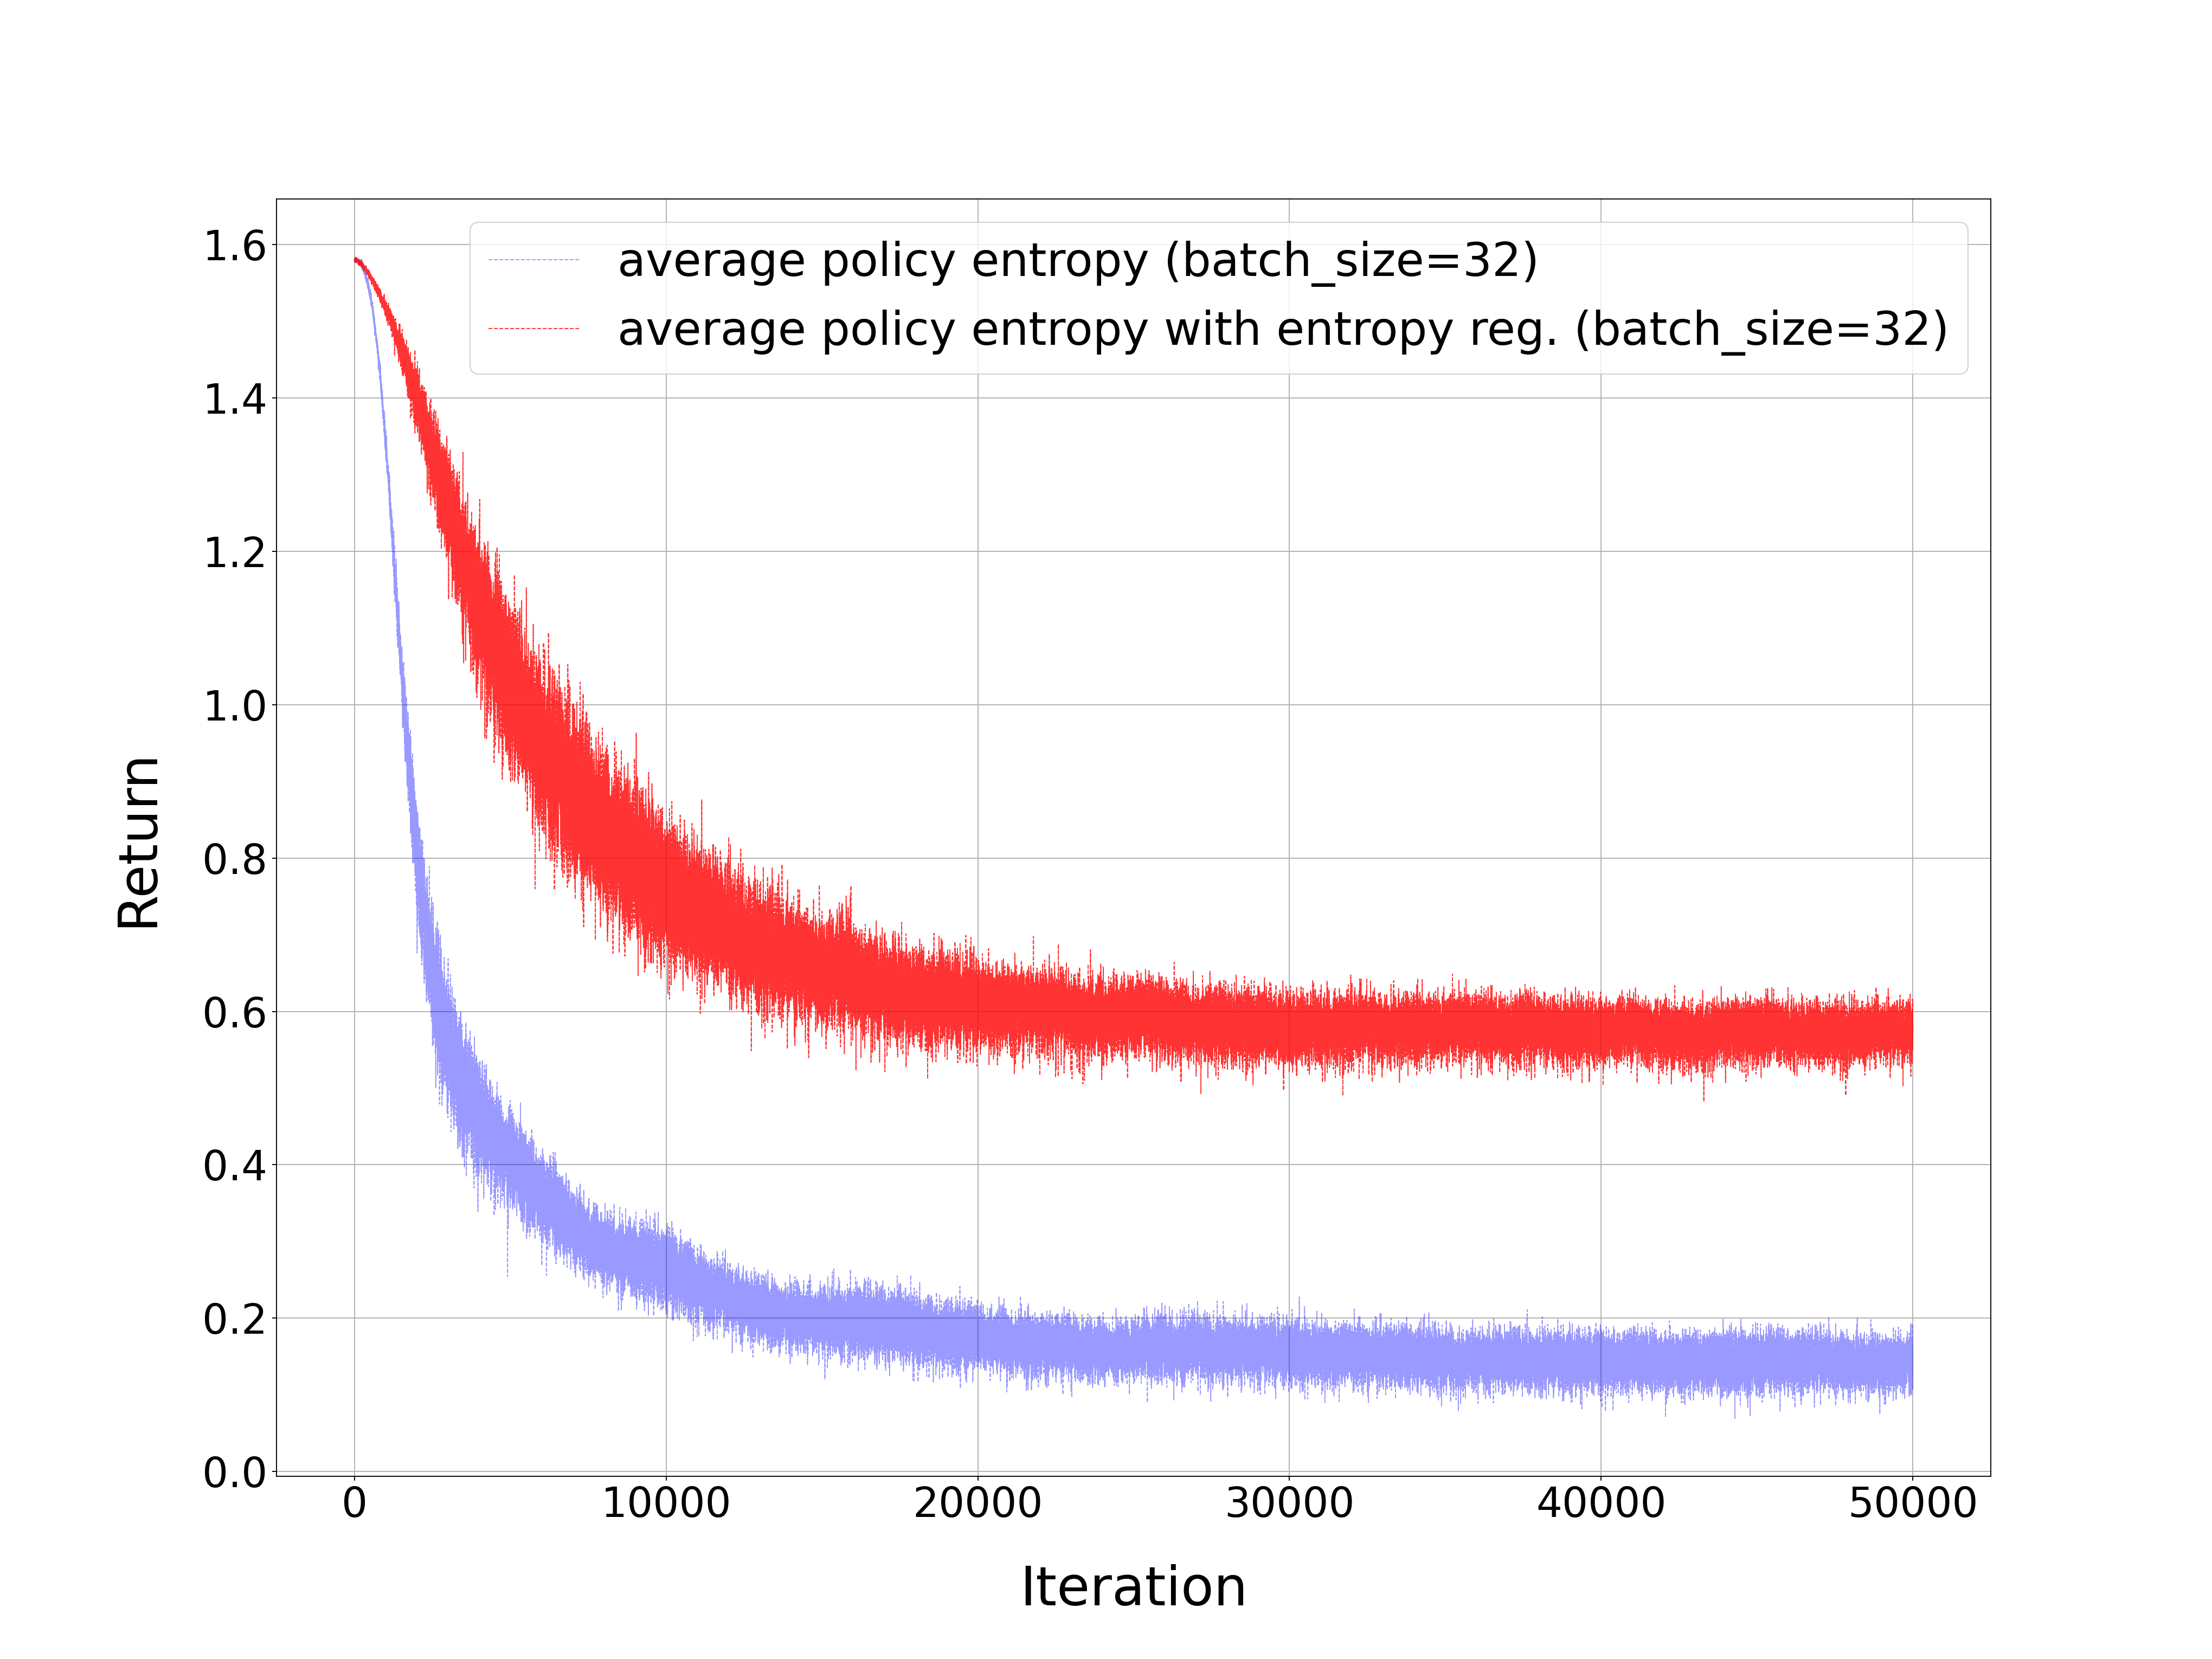 average policy entropy (batch_size=32)
average policy entropy with entropy reg. (batch_size=32)
1.6
1.4
1.2
1.0
0.8
0.6
0.4
0.2
0.0
Return
0 10000 20000 30000 40000 50000
Iteration